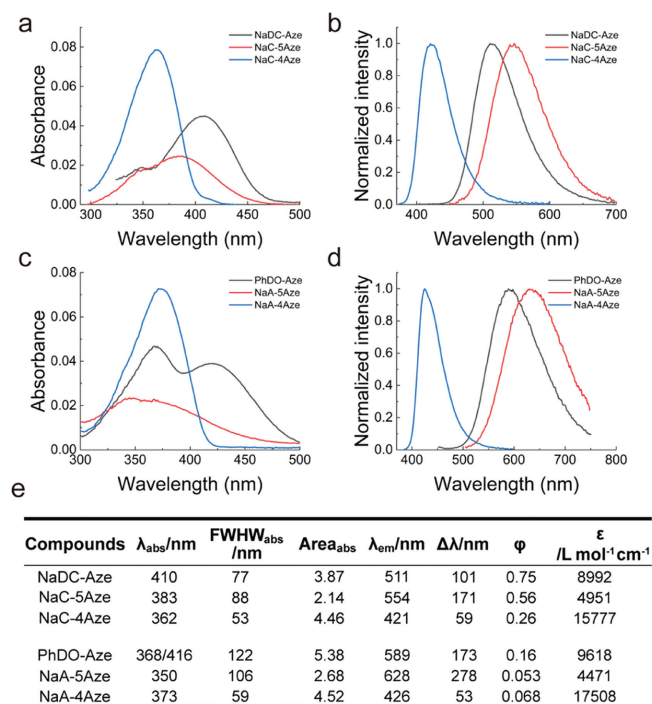 a
NaDC-Aze
NaC-5Aze
NaC-4Aze
0.08
0.06
0.04
0.02
0.00
Absorbance
300 350 400 450 500
Wavelength (nm)
b
NaDC-Aze
NaC-5Aze
NaC-4Aze
1.0
0.8
0.6
0.4
0.2
0.0
Normalized intensity
400 500 600 700
Wavelength (nm)
c
PhDO-Aze
NaA-5Aze
NaA-4Aze
0.08
0.06
0.04
0.02
0.00
Absorbance
300 350 400 450 500
Wavelength (nm)
d
PhDO-Aze
NaA-5Aze
NaA-4Aze
1.0
0.8
0.6
0.4
0.2
0.0
Normalized intensity
400 500 600 700 800
Wavelength (nm)
e
Compounds λabs/nm FWHWabs /nm Areaabs λem/nm Δλ/nm φ ε /L mol-1 cm-1
NaDC-Aze 410 77 3.87 511 101 0.75 8992
NaC-5Aze 383 88 2.14 554 171 0.56 4951
NaC-4Aze 362 53 4.46 421 59 0.26 15777
PhDO-Aze 368/416 122 5.38 589 173 0.16 9618
NaA-5Aze 350 106 2.68 628 278 0.053 4471
NaA-4Aze 373 59 4.52 426 53 0.068 17508